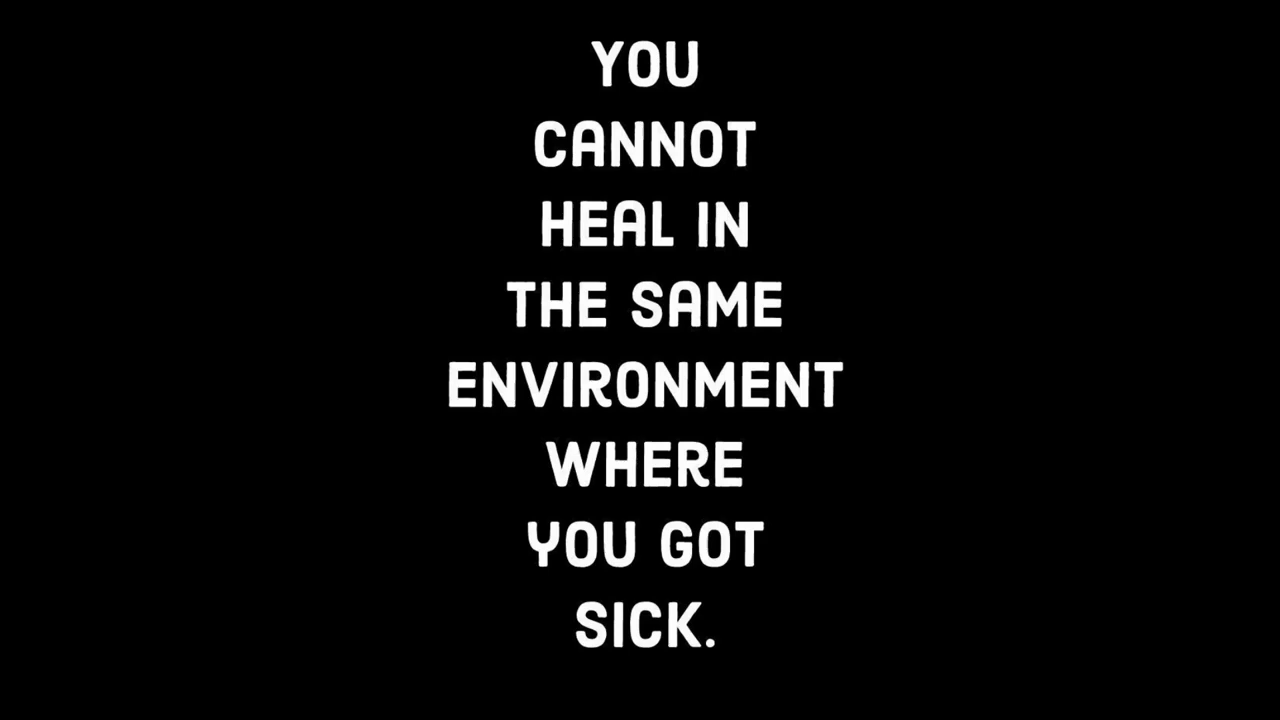 YOU
CANNOT
HEAL IN
THE SAME
ENVIRONMENT
WHERE
YOU GOT
SICK.